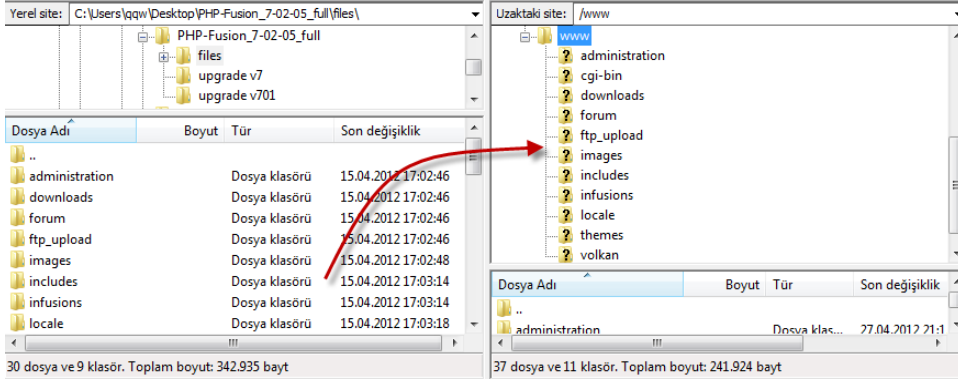 Yerel site: C:\Users\qqw\Desktop\PHP-Fusion_7-02-05_full\files\
PHP-Fusion_7-02-05_full
files
upgrade v7
upgrade v701
Dosya Adı Boyut Tür Son değişiklik
..
administration Dosya klasörü 15.04.2012 17:02:46
downloads Dosya klasörü 15.04.2012 17:02:46
forum Dosya klasörü 15.04.2012 17:02:46
ftp_upload Dosya klasörü 15.04.2012 17:02:46
images Dosya klasörü 15.04.2012 17:02:48
includes Dosya klasörü 15.04.2012 17:03:14
infusions Dosya klasörü 15.04.2012 17:03:14
locale Dosya klasörü 15.04.2012 17:03:18
30 dosya ve 9 klasör. Toplam boyut: 342.935 bayt
Uzaktaki site: /www
www
administration
cgi-bin
downloads
forum
ftp_upload
images
includes
infusions
locale
themes
volkan
Dosya Adı Boyut Tür Son değişiklik
..
administration Dosya klas... 27.04.2012 21:1
37 dosya ve 11 klasör. Toplam boyut: 241.924 bayt